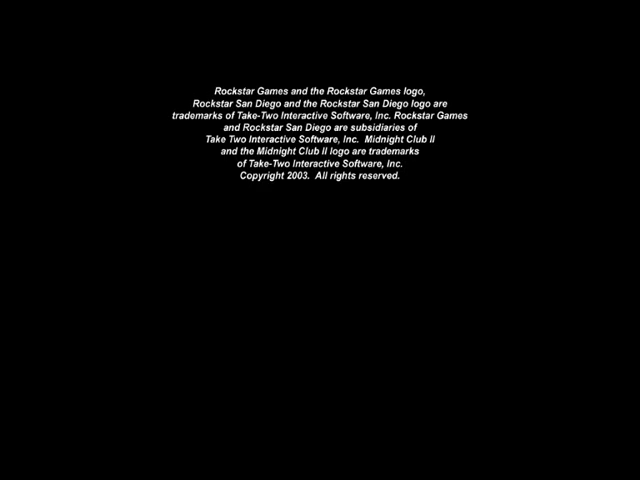 Rockstar Games and the Rockstar Games logo,
Rockstar San Diego and the Rockstar San Diego logo are
trademarks of Take-Two Interactive Software, Inc. Rockstar Games
and Rockstar San Diego are subsidiaries of
Take Two Interactive Software, Inc.  Midnight Club II
and the Midnight Club II logo are trademarks
of Take-Two Interactive Software, Inc.
Copyright 2003.  All rights reserved.